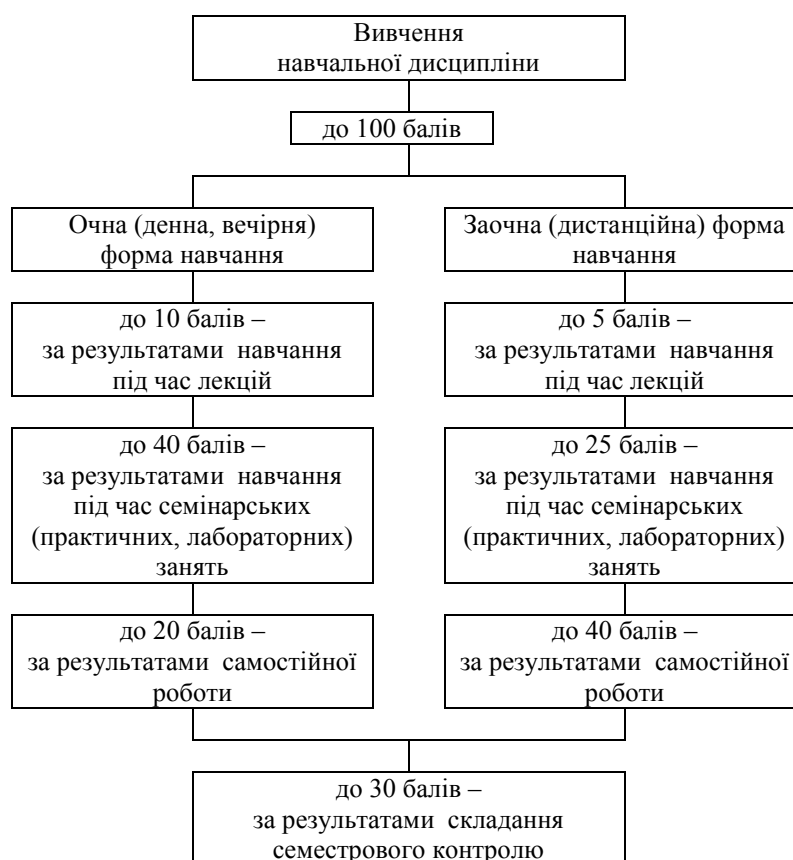 Вивчення
навчальної дисципліни
до 100 балів
Очна (денна, вечірня)
форма навчання
до 10 балів –
за результатами навчання
під час лекцій
до 40 балів –
за результатами навчання
під час семінарських
(практичних, лабораторних)
занять
до 20 балів –
за результатами самостійної
роботи
Заочна (дистанційна) форма
навчання
до 5 балів –
за результатами навчання
під час лекцій
до 25 балів –
за результатами навчання
під час семінарських
(практичних, лабораторних)
занять
до 40 балів –
за результатами самостійної
роботи
до 30 балів –
за результатами складання
семестрового контролю